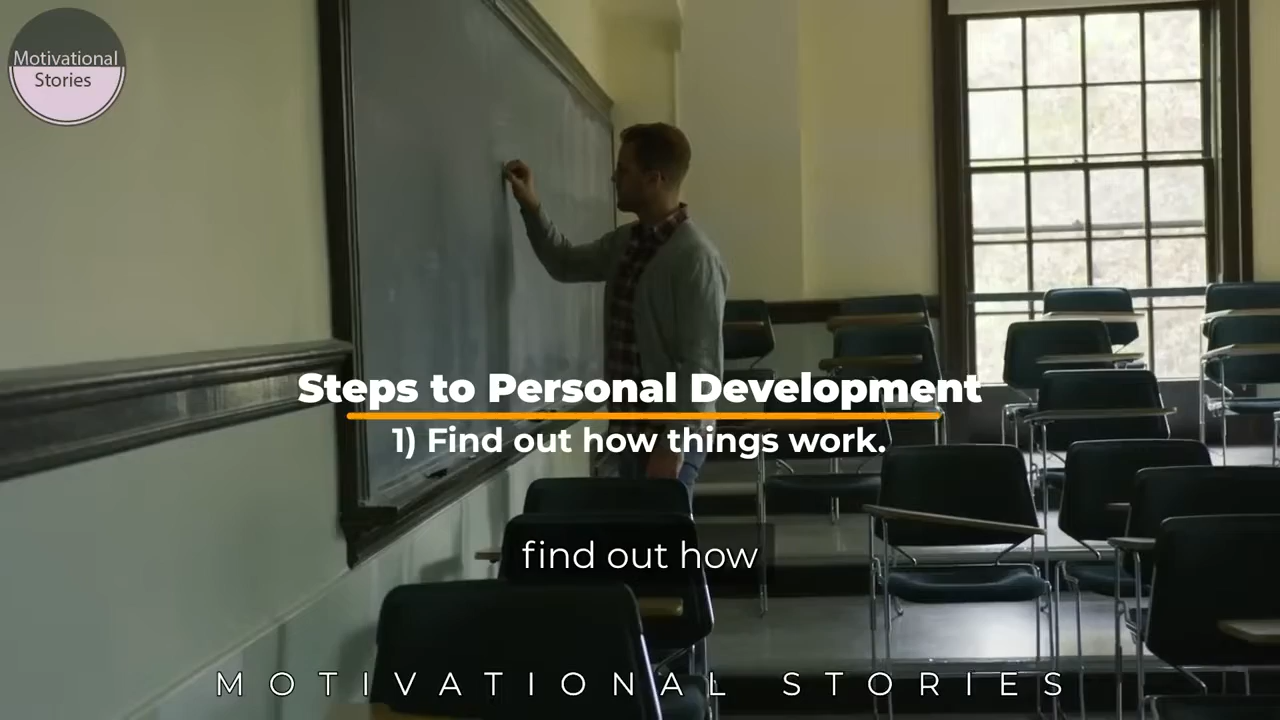 Motivational
Stories
Steps to Personal Development
1) Find out how things work.
find out how
MOTIVATIONAL STORIES